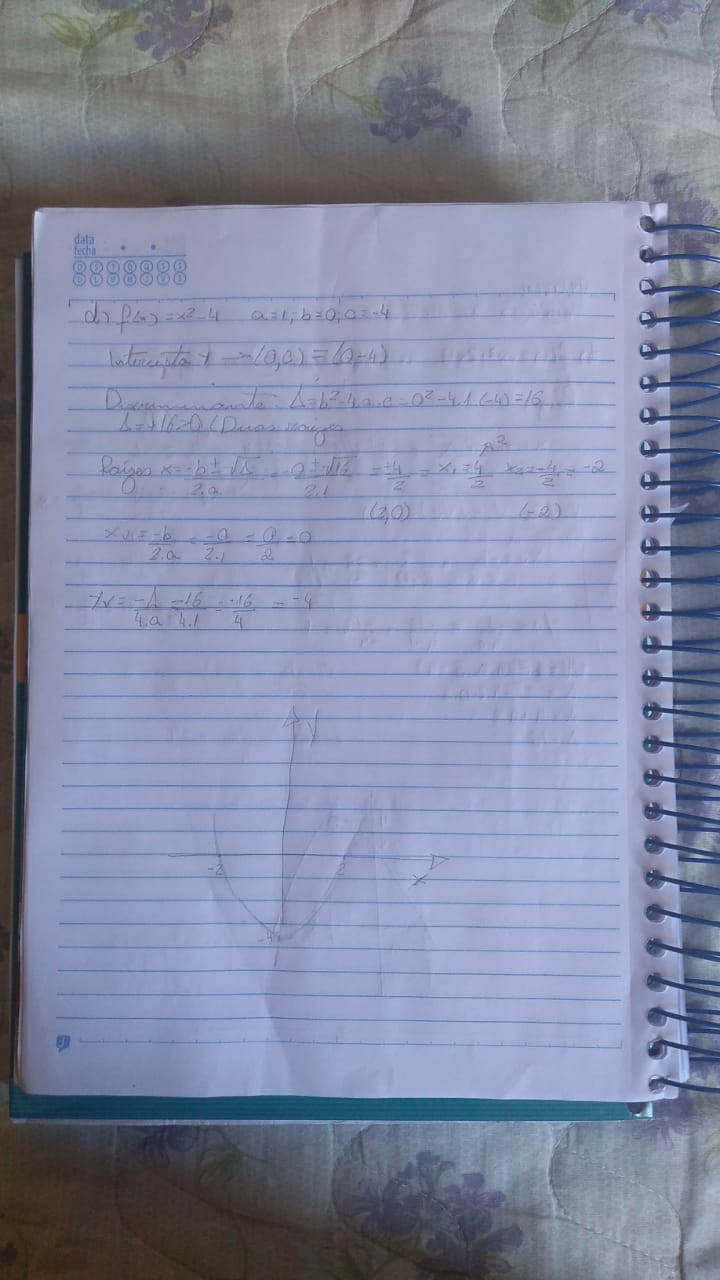 data
fecha
D S T Q Q S S
D L M M J V S
d) f(x) = x²-4 a=1, b=0, c=-4
Intercepta y → (0,c) = (0,-4)
Discriminante: Δ=b²-4.a.c = 0²-4.1.(-4) = 16
Δ=+16>0 (Duas raizes
Raizes x = -b±√Δ/2.a = -0±√16/2.1 = ±4/2 = x₁=4/2 =2 x₂=-4/2 = -2
(2,0) (-2)
xv = -b/2.a = -0/2.1 = 0/2 = 0
yv = -Δ/4.a = -16/4.1 = -16/4 = -4
y
-2 2
x
-4